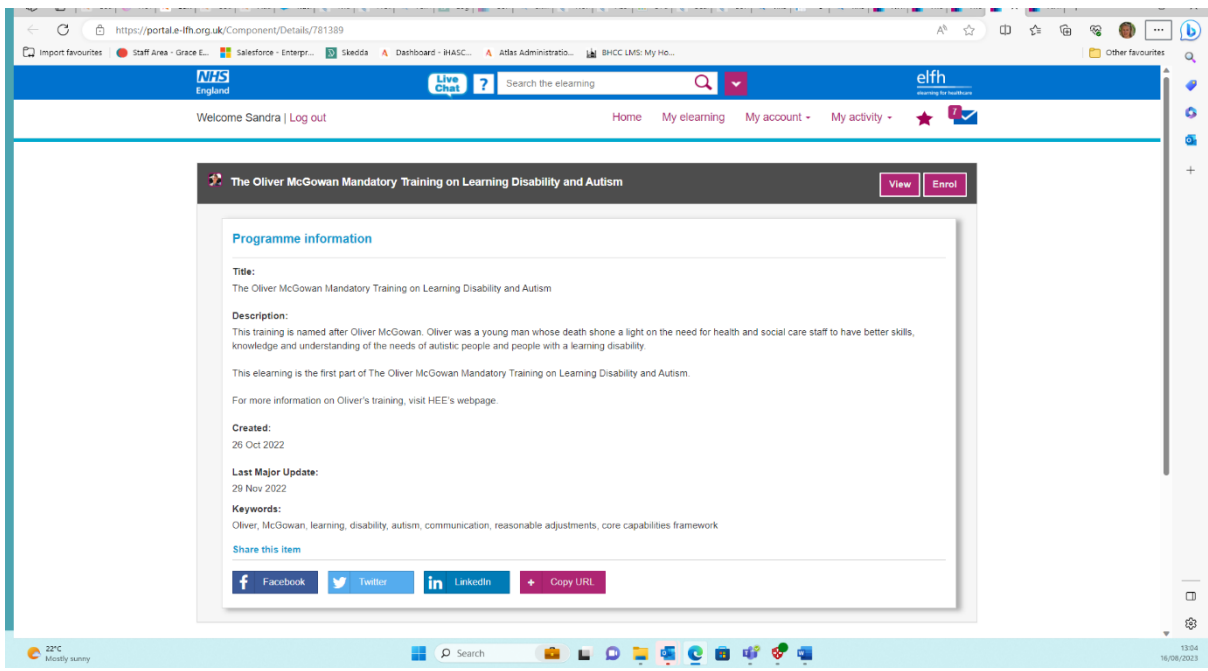 https://portal.e-lfh.org.uk/Component/Details/781389
Import favourites Staff Area - Grace E... Salesforce - Enterpr... Skedda Dashboard - iHASC... Atlas Administratio... BHCC LMS: My Ho... Other favourites
NHS
England
Live
Chat
?
Search the elearning
elfh
elearning for healthcare
Welcome Sandra | Log out
Home My elearning My account My activity
7
The Oliver McGowan Mandatory Training on Learning Disability and Autism
View Enrol
Programme information
Title:
The Oliver McGowan Mandatory Training on Learning Disability and Autism
Description:
This training is named after Oliver McGowan. Oliver was a young man whose death shone a light on the need for health and social care staff to have better skills,
knowledge and understanding of the needs of autistic people and people with a learning disability.
This elearning is the first part of The Oliver McGowan Mandatory Training on Learning Disability and Autism.
For more information on Oliver's training, visit HEE's webpage.
Created:
26 Oct 2022
Last Major Update:
29 Nov 2022
Keywords:
Oliver, McGowan, learning, disability, autism, communication, reasonable adjustments, core capabilities framework
Share this item
Facebook Twitter LinkedIn + Copy URL
22°C
Mostly sunny
Search
13:04
16/08/2023